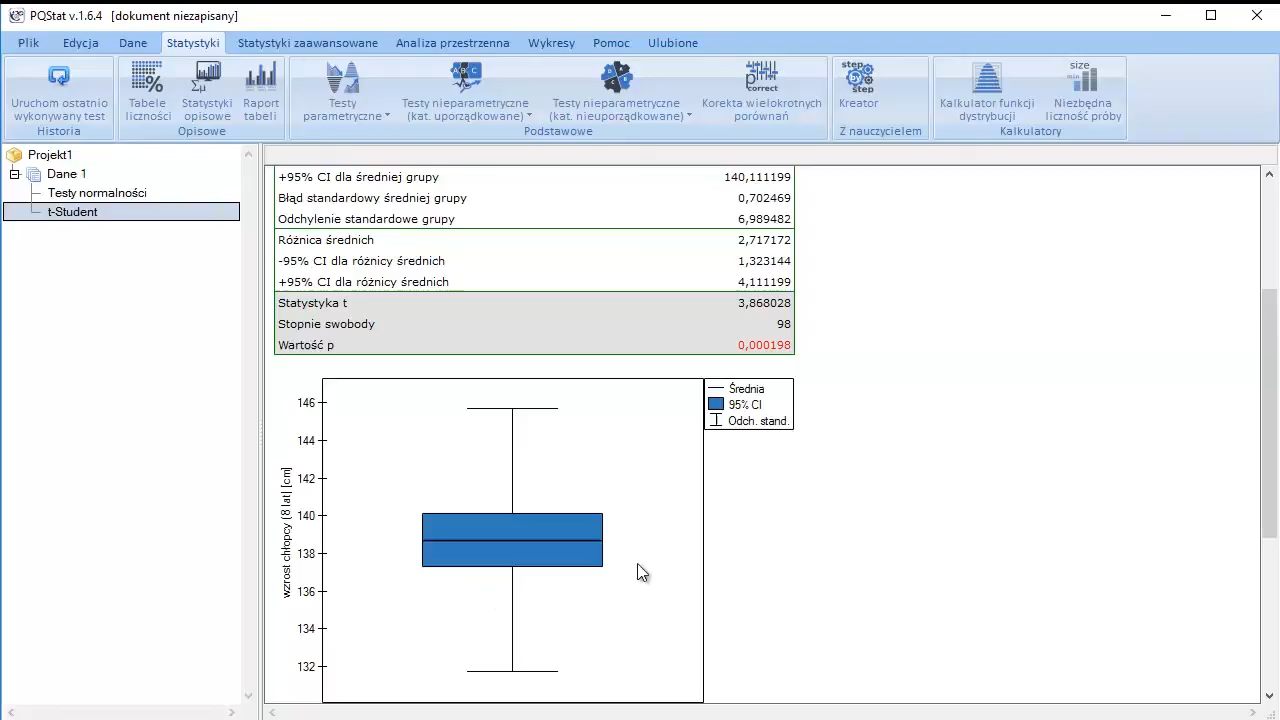 PQStat v.1.6.4 [dokument niezapisany]
Plik Edycja Dane Statystyki Statystyki zaawansowane Analiza przestrzenna Wykresy Pomoc Ulubione
Uruchom ostatnio
wykonywany test
Historia
Tabele
liczności
Statystyki
opisowe
Raport
tabeli
Opisowe
Testy
parametryczne
Testy nieparametryczne
(kat. uporządkowane)
Testy nieparametryczne
(kat. nieuporządkowane)
correct
Korekta wielokrotnych
porównań
Podstawowe
step
by
step
Kreator
Z nauczycielem
Kalkulator funkcji
dystrybucji
size
min
Niezbędna
liczność próby
Kalkulatory
Projekt1
Dane 1
Testy normalności
t-Student
+95% CI dla średniej grupy 140,111199
Błąd standardowy średniej grupy 0,702469
Odchylenie standardowe grupy 6,989482
Różnica średnich 2,717172
-95% CI dla różnicy średnich 1,323144
+95% CI dla różnicy średnich 4,111199
Statystyka t 3,868028
Stopnie swobody 98
Wartość p 0,000198
wzrost chłopcy (8 lat) [cm]
146
144
142
140
138
136
134
132
Średnia
95% CI
Odch. stand.